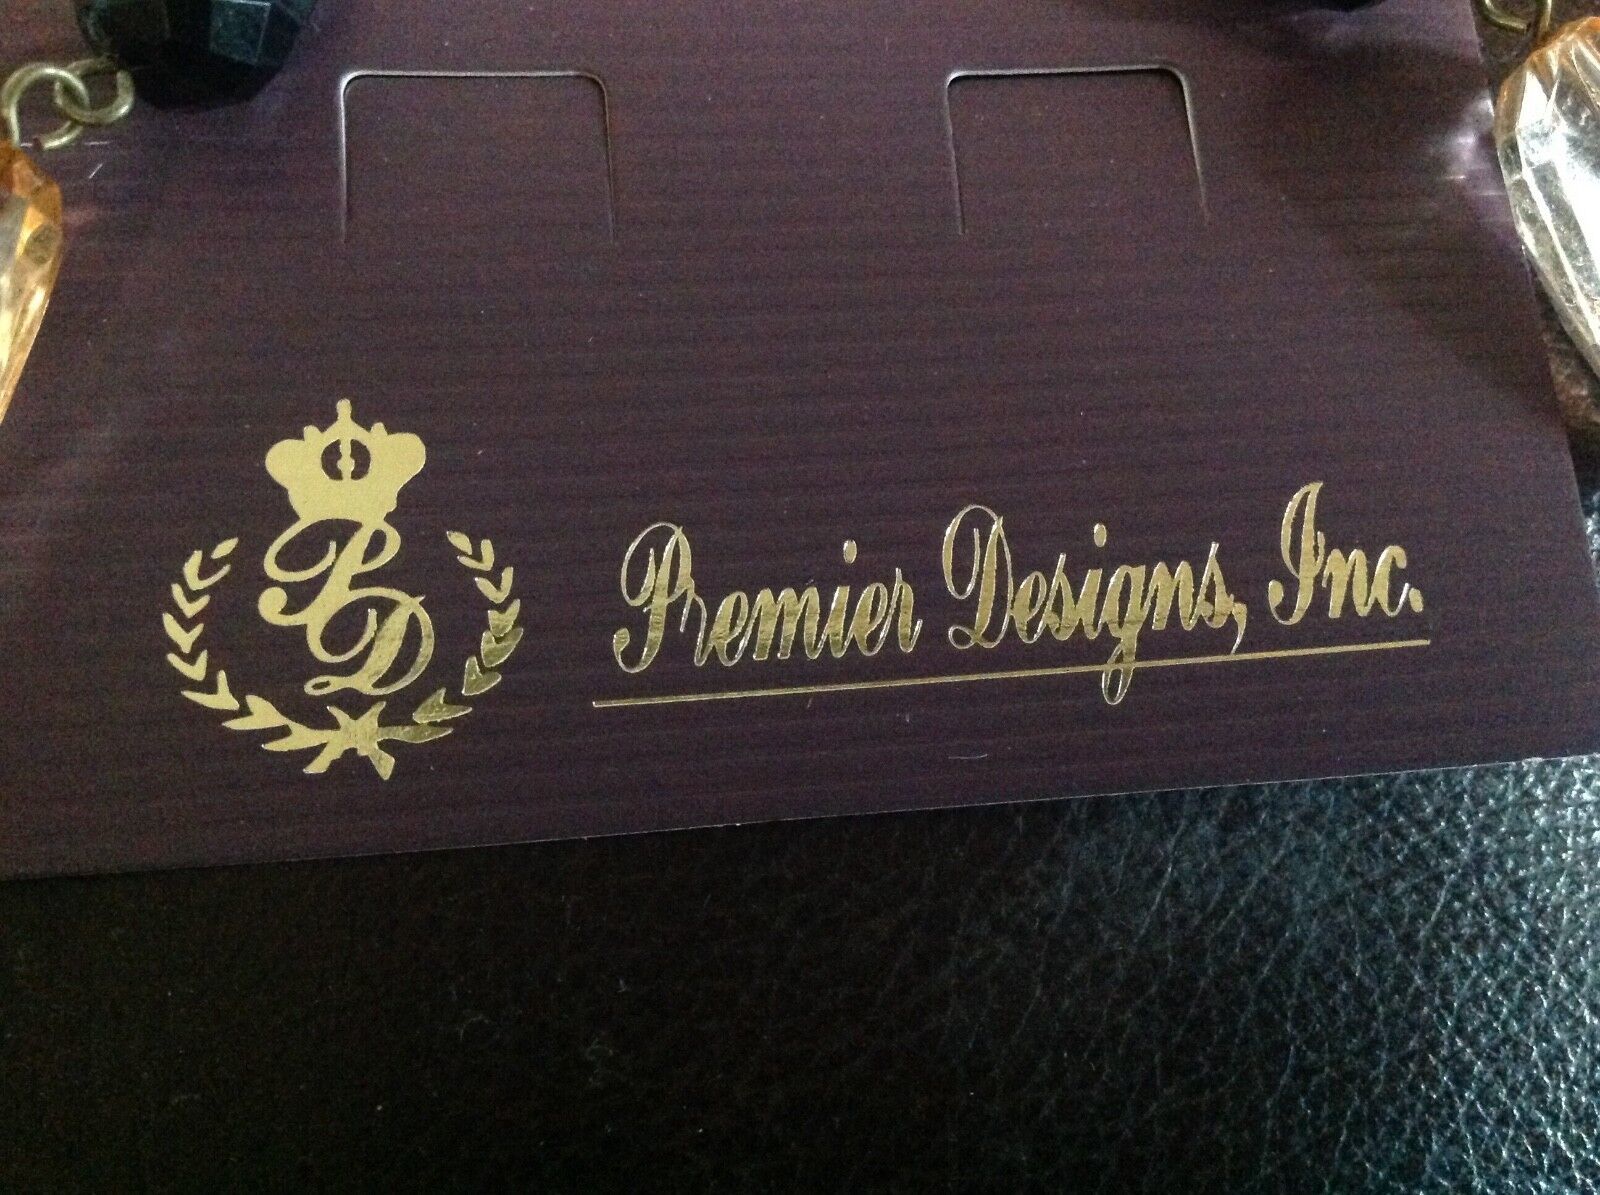 PD
Premier Designs, Inc.